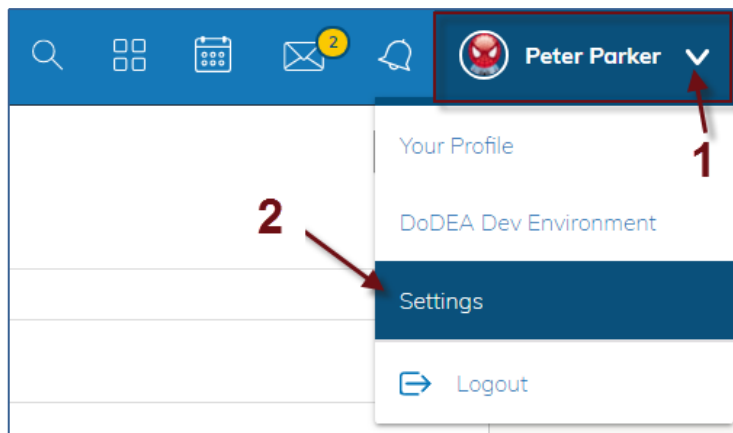 2
Peter Parker
1
Your Profile
2
DoDEA Dev Environment
Settings
Logout